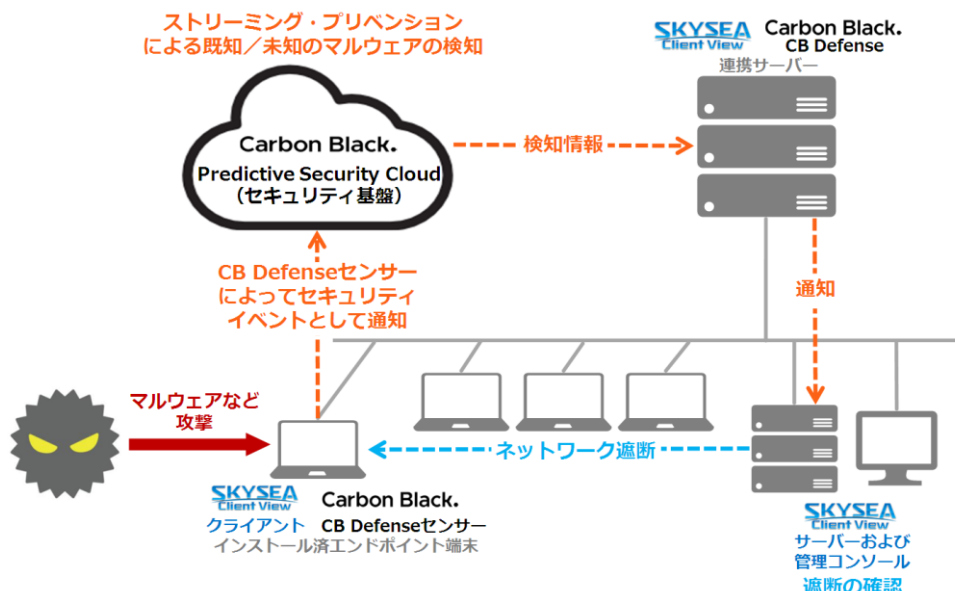 ストリーミング・プリベンション
による既知／未知のマルウェアの検知
Carbon Black.
Predictive Security Cloud
（セキュリティ基盤）
検知情報
SKYSEA
Client View
Carbon Black.
CB Defense
連携サーバー
CB Defenseセンサー
によってセキュリティ
イベントとして通知
通知
マルウェアなど
攻撃
ネットワーク遮断
SKYSEA
Client View
クライアント
Carbon Black.
CB Defenseセンサー
インストール済エンドポイント端末
SKYSEA
Client View
サーバーおよび
管理コンソール
遮断の確認